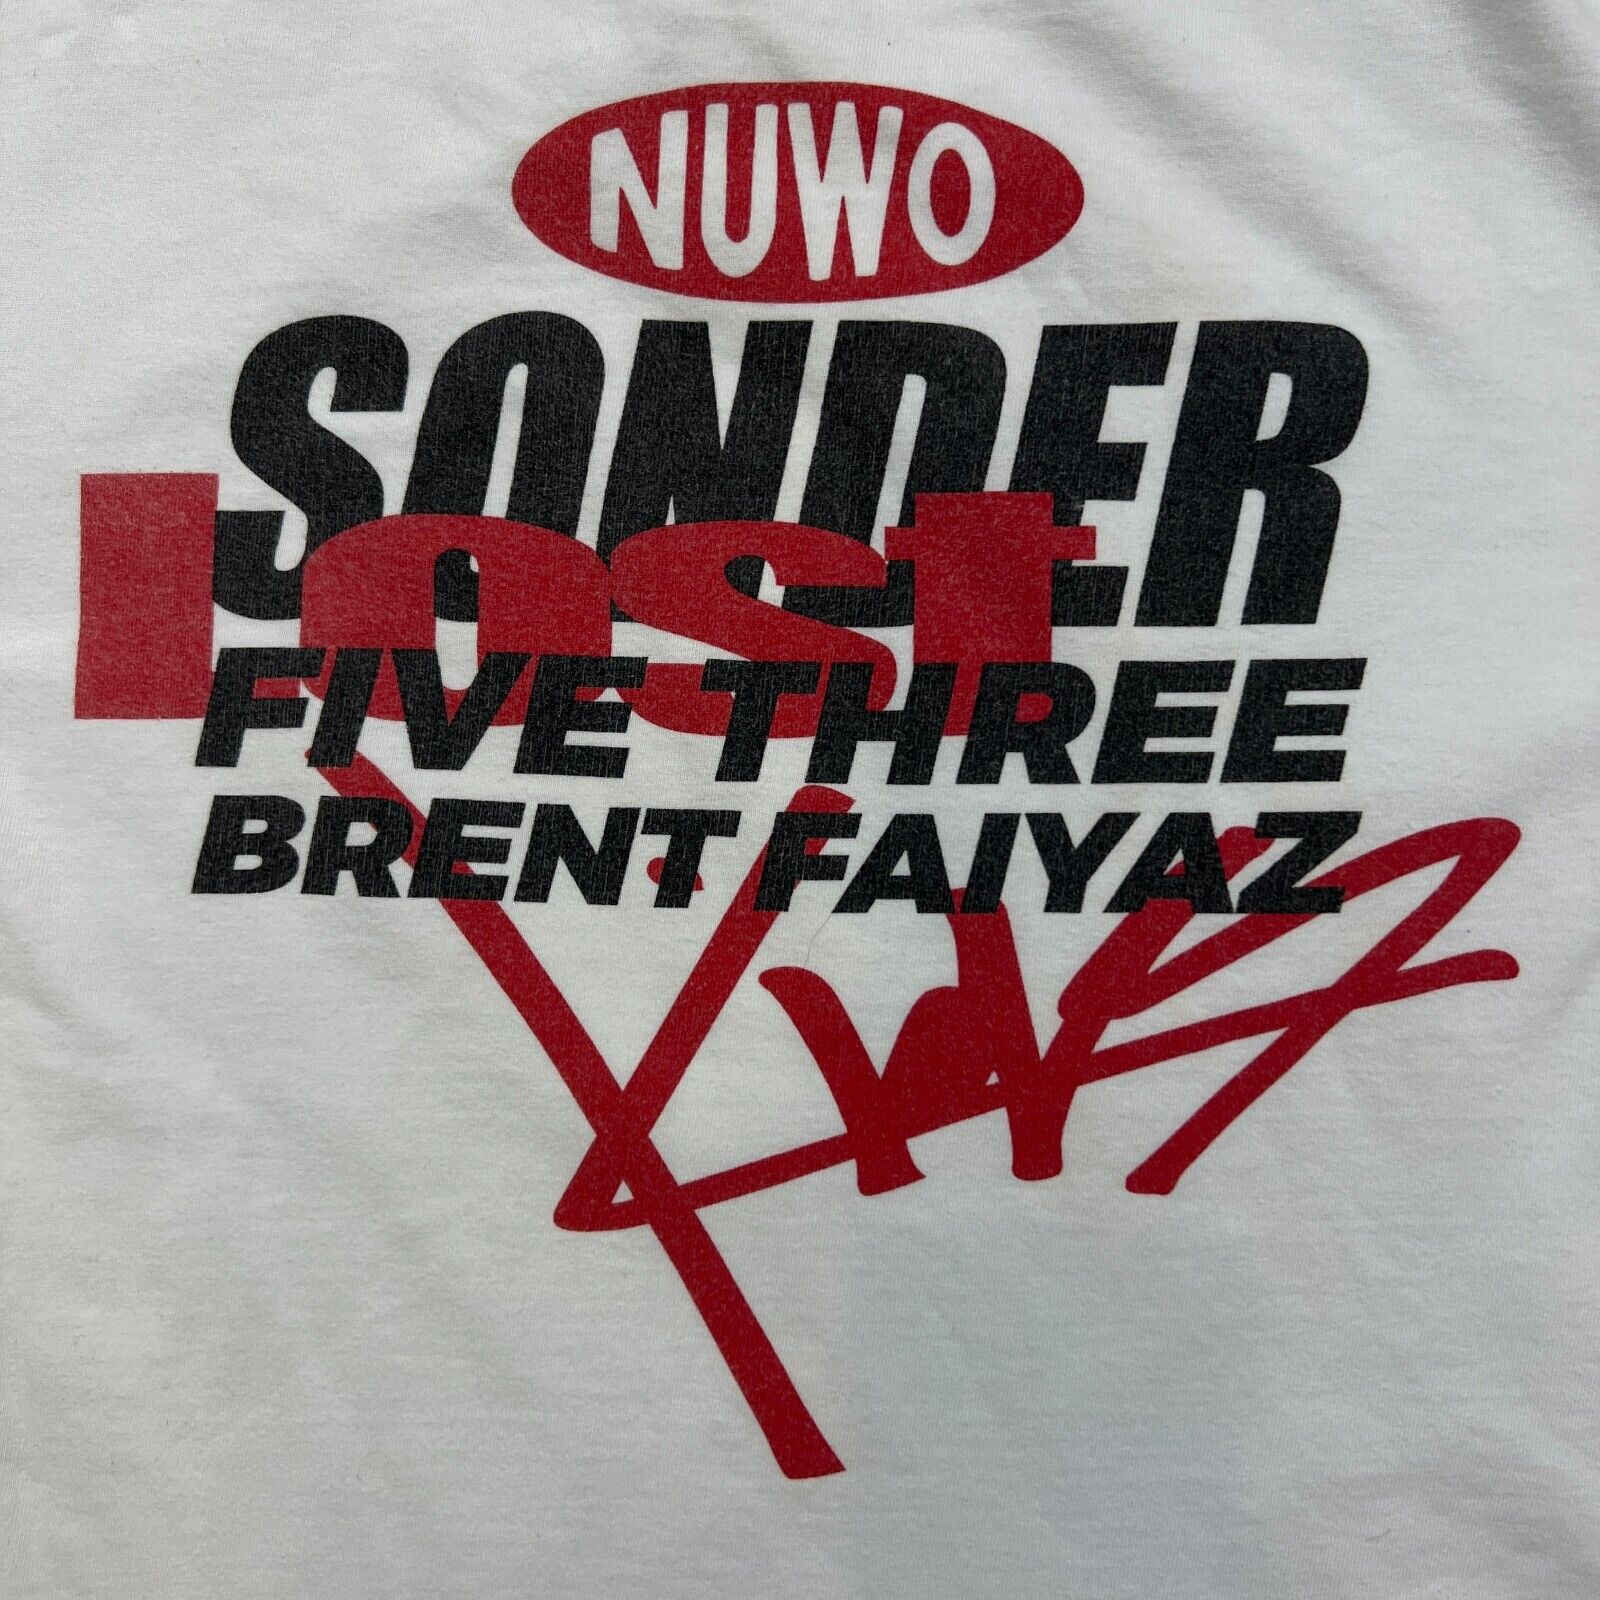 NUWO
SONDER
lost
FIVE THREE
BRENT FAIYAZ